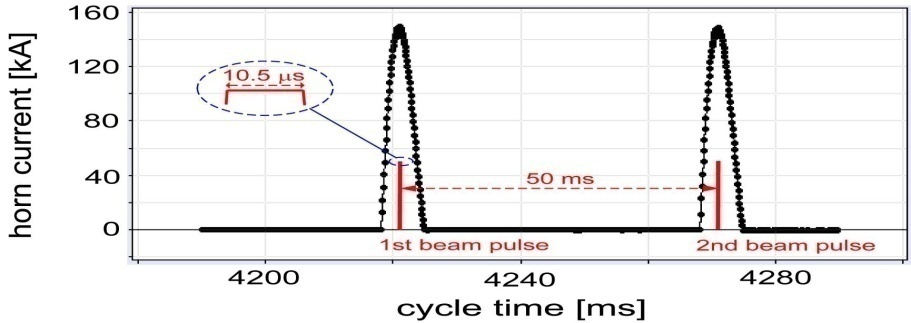 160
120
80
40
0
horn current [kA]
10.5 μs
50 ms
1st beam pulse
2nd beam pulse
4200
4240
4280
cycle time [ms]